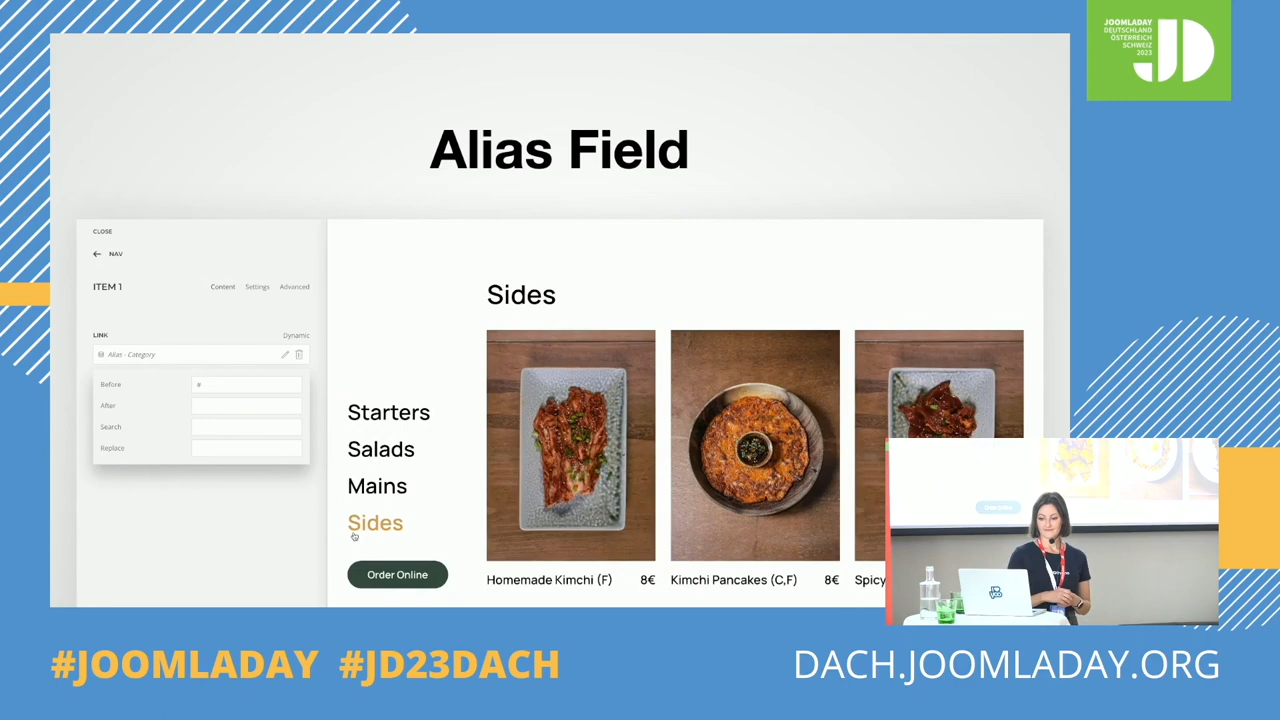 JOOMLADAY
DEUTSCHLAND
ÖSTERREICH
SCHWEIZ
2023
JD
Alias Field
CLOSE
NAV
ITEM 1
Content Settings Advanced
LINK Dynamic
Alias - Category
Before #
After
Search
Replace
Sides
Starters
Salads
Mains
Sides
Order Online
Homemade Kimchi (F) 8€
Kimchi Pancakes (C,F) 8€
Spicy
#JOOMLADAY #JD23DACH
DACH.JOOMLADAY.ORG